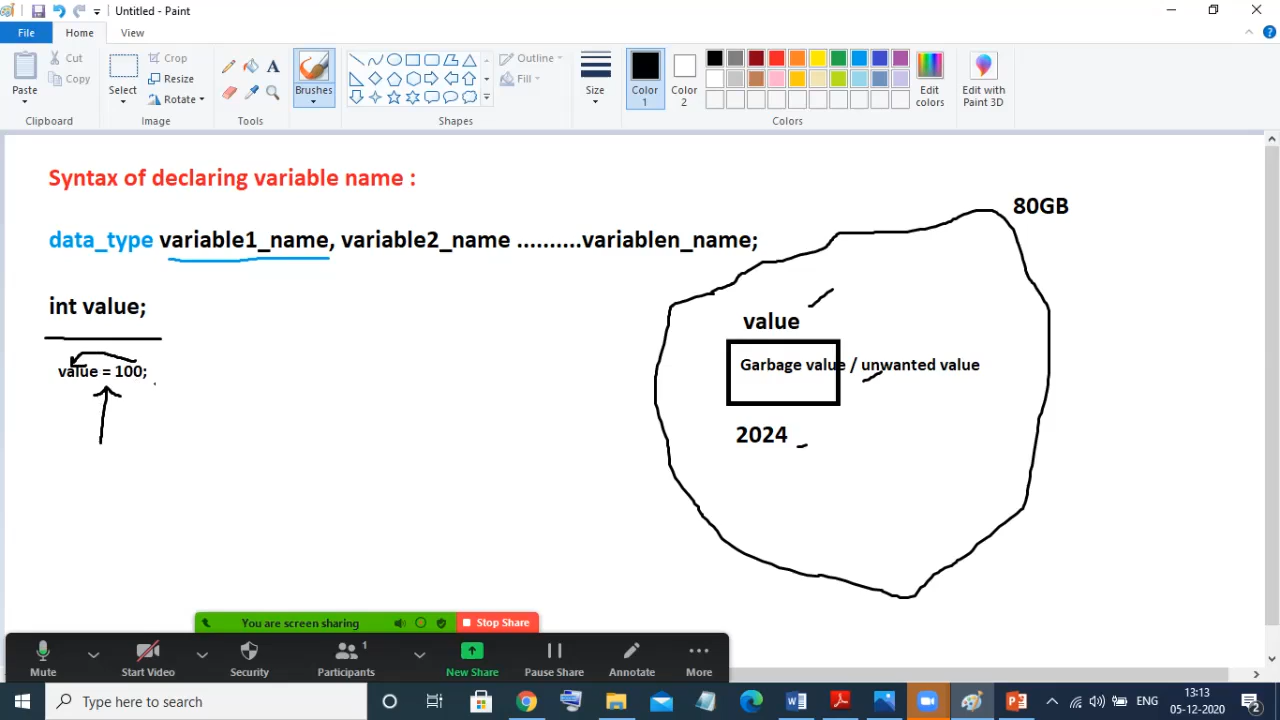 Untitled - Paint
File Home View
Paste Cut Copy Clipboard
Select Crop Resize Rotate Image
Tools
Brushes
Outline Fill Shapes
Size
Color 1 Color 2
Edit colors
Edit with Paint 3D
Colors
Syntax of declaring variable name :
80GB
data_type variable1_name, variable2_name ..........variablen_name;
int value;
value
value = 100;
Garbage value / unwanted value
2024
You are screen sharing Stop Share
Mute Start Video Security Participants 1 New Share Pause Share Annotate More
Type here to search
ENG
13:13
05-12-2020
2